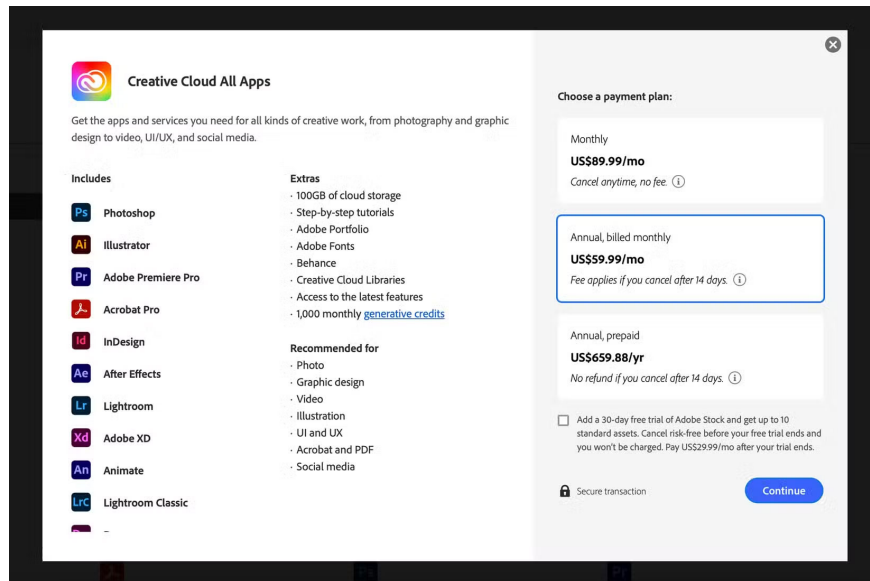 Creative Cloud All Apps
Get the apps and services you need for all kinds of creative work, from photography and graphic
design to video, UI/UX, and social media.
Includes
Ps Photoshop
Ai Illustrator
Pr Adobe Premiere Pro
Acrobat Pro
Id InDesign
Ae After Effects
Lr Lightroom
Xd Adobe XD
An Animate
LrC Lightroom Classic
Extras
· 100GB of cloud storage
· Step-by-step tutorials
· Adobe Portfolio
· Adobe Fonts
· Behance
· Creative Cloud Libraries
· Access to the latest features
· 1,000 monthly generative credits
Recommended for
· Photo
· Graphic design
· Video
· Illustration
· UI and UX
· Acrobat and PDF
· Social media
Choose a payment plan:
Monthly
US$89.99/mo
Cancel anytime, no fee.
Annual, billed monthly
US$59.99/mo
Fee applies if you cancel after 14 days.
Annual, prepaid
US$659.88/yr
No refund if you cancel after 14 days.
Add a 30-day free trial of Adobe Stock and get up to 10
standard assets. Cancel risk-free before your free trial ends and
you won't be charged. Pay US$29.99/mo after your trial ends.
Secure transaction
Continue
Ps
Pr